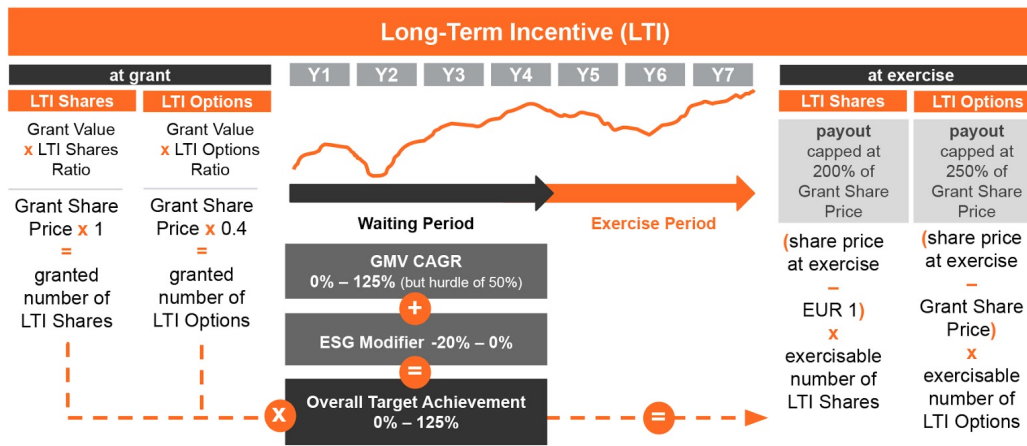 Long-Term Incentive (LTI)
at grant
LTI Shares
LTI Options
Grant Value
x LTI Shares
Ratio
Grant Value
x LTI Options
Ratio
Grant Share
Price x 1
=
granted
number of
LTI Shares
Grant Share
Price x 0.4
=
granted
number of
LTI Options
Y1 Y2 Y3 Y4 Y5 Y6 Y7
Waiting Period
Exercise Period
GMV CAGR
0% – 125% (but hurdle of 50%)
+
ESG Modifier -20% – 0%
=
x
Overall Target Achievement
0% – 125%
=
at exercise
LTI Shares
LTI Options
payout
capped at
200% of
Grant Share
Price
payout
capped at
250% of
Grant Share
Price
(share price
at exercise
–
EUR 1)
x
exercisable
number of
LTI Shares
(share price
at exercise
–
Grant Share
Price)
x
exercisable
number of
LTI Options